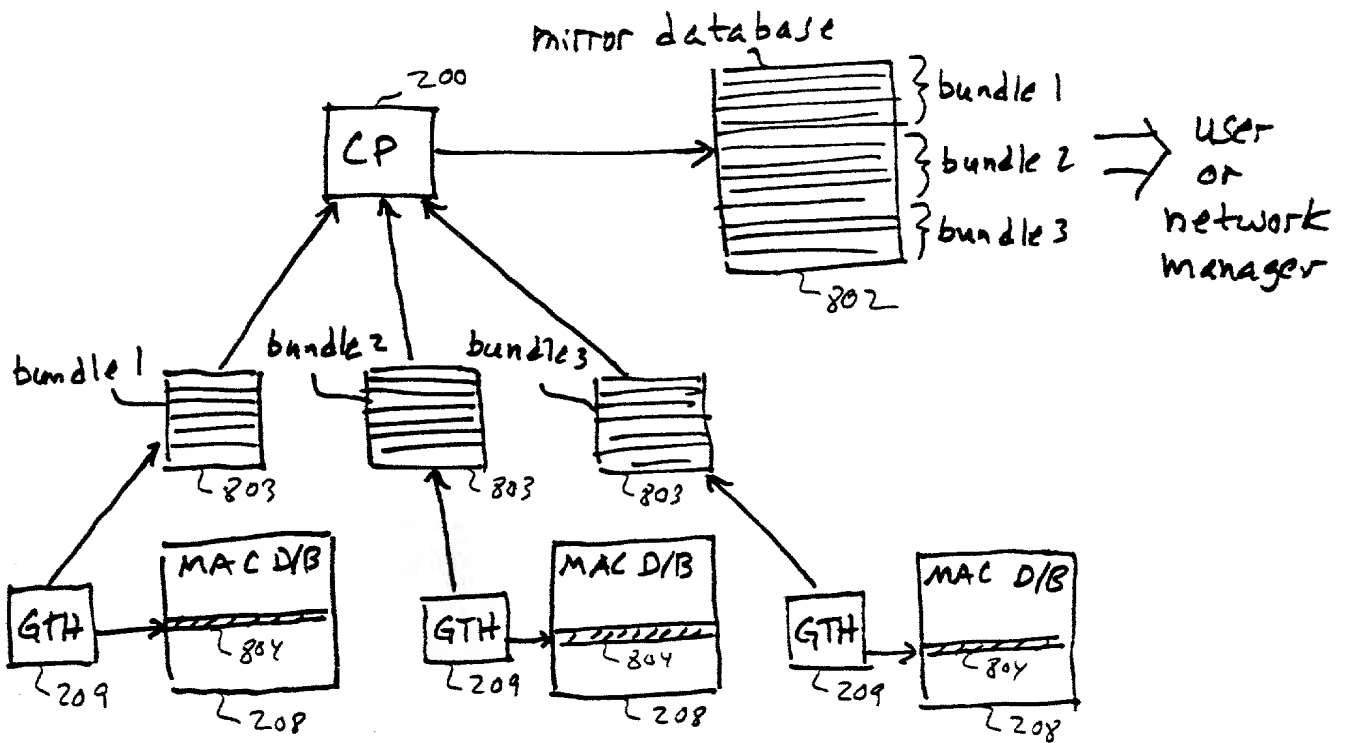 mirror database
200
CP
bundle 1
bundle 2
bundle 3
user
or
network
manager
802
bundle 1
bundle 2
bundle 3
803
803
803
MAC D/B
MAC D/B
MAC D/B
GTH
GTH
GTH
804
804
804
209
209
209
208
208
208